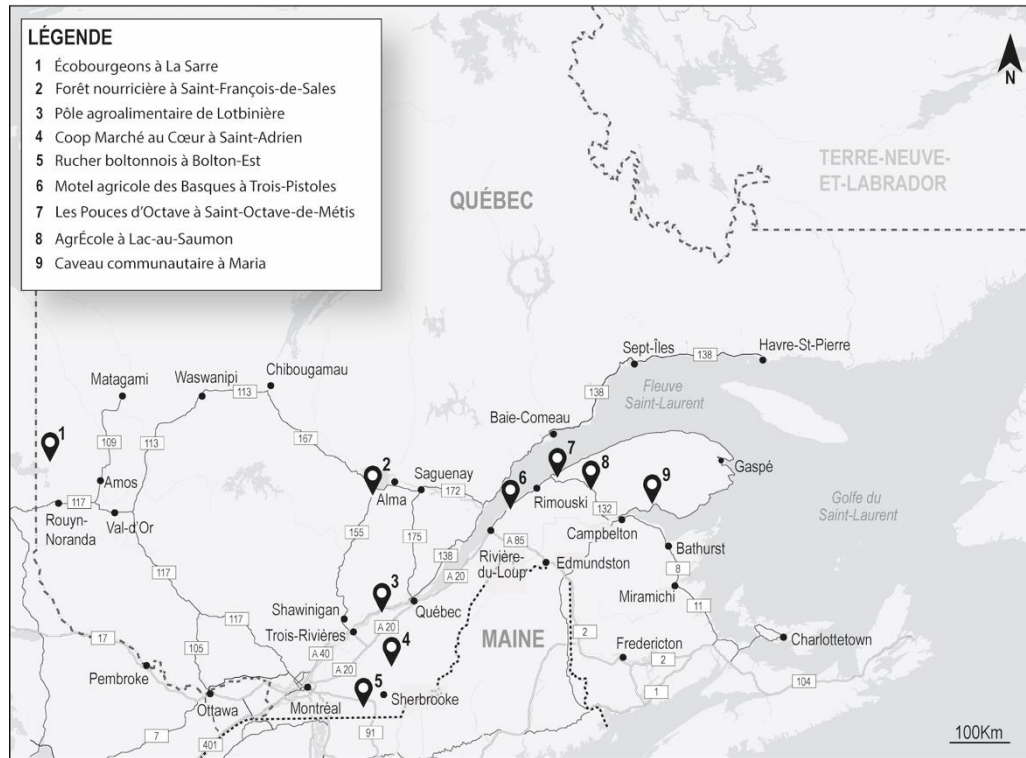 LÉGENDE
1 Écobourgeons à La Sarre
2 Forêt nourricière à Saint-François-de-Sales
3 Pôle agroalimentaire de Lotbinière
4 Coop Marché au Cœur à Saint-Adrien
5 Rucher boltonnois à Bolton-Est
6 Motel agricole des Basques à Trois-Pistoles
7 Les Pouces d'Octave à Saint-Octave-de-Métis
8 AgrÉcole à Lac-au-Saumon
9 Caveau communautaire à Maria
N
TERRE-NEUVE-
ET-LABRADOR
QUÉBEC
Sept-Îles
138
Havre-St-Pierre
Fleuve
Saint-Laurent
138
Matagami
Waswanipi
Chibougamau
113
109
113
167
Baie-Comeau
1
2
7
8
6
9
Gaspé
Amos
Alma
Saguenay
172
Rimouski
Golfe du
Saint-Laurent
117
Rouyn-
Noranda
Val-d'Or
132
Campbelton
155
175
138
Rivière-
du-Loup
A 85
Edmundston
Bathurst
8
117
A 20
Miramichi
11
3
Québec
Shawinigan
Trois-Rivières
A 20
4
MAINE
117
17
105
A 40
A 20
2
Fredericton
2
Charlottetown
Pembroke
5
Sherbrooke
104
Ottawa
Montréal
1
7
401
91
100Km